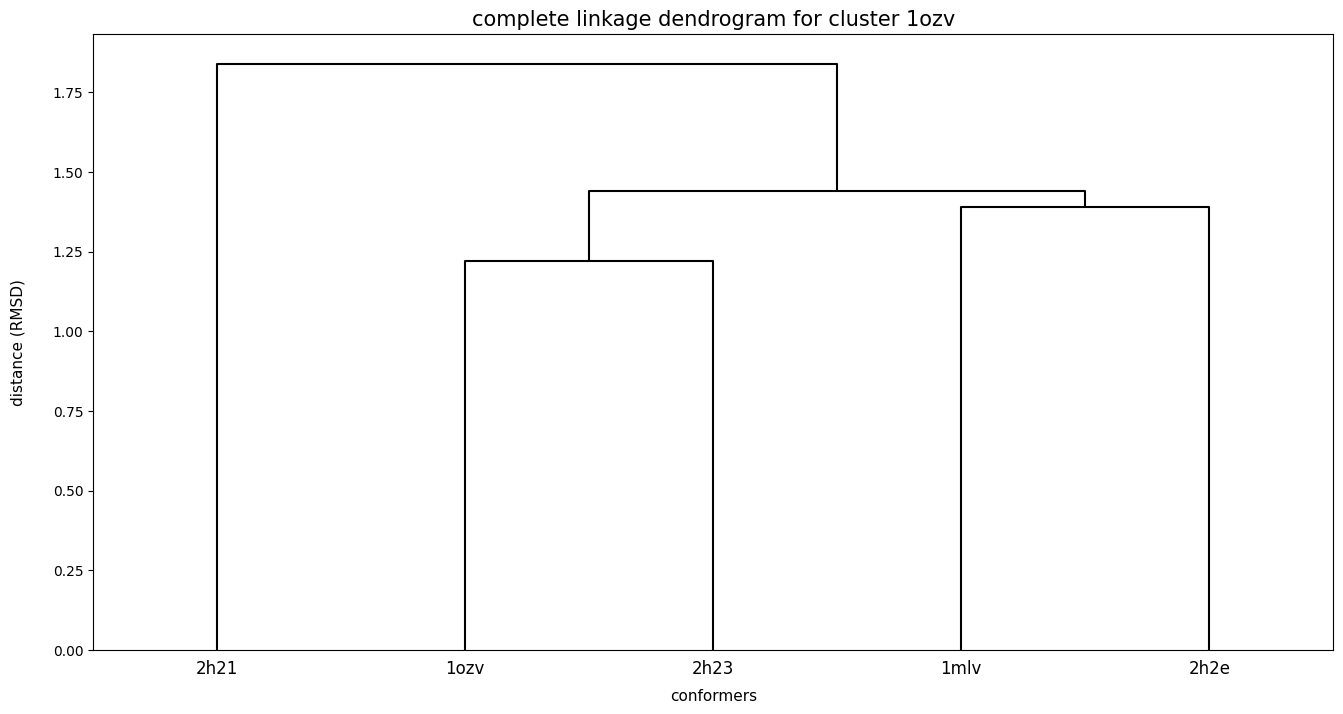 complete linkage dendrogram for cluster 1ozv
1.75
1.50
1.25
1.00
0.75
0.50
0.25
0.00
distance (RMSD)
2h21 1ozv 2h23 1mlv 2h2e
conformers